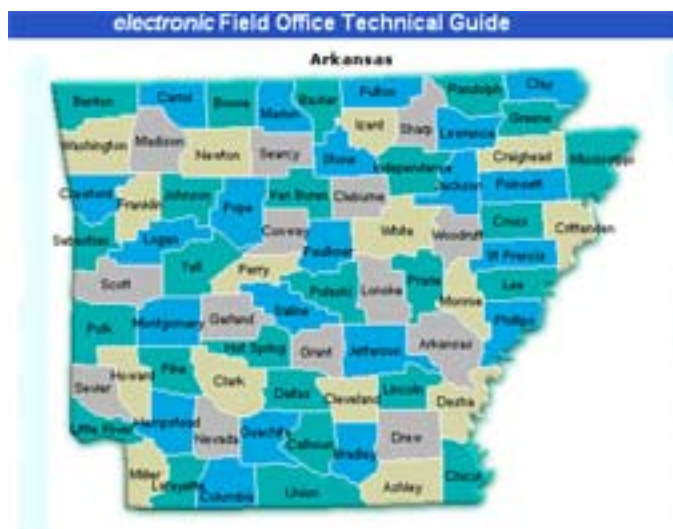 electronic Field Office Technical Guide
Arkansas
Benton Carrol Boone Marion Baxter Fulton Randolph Clay
Washington Madison Newton Searcy Stone Izard Sharp Lawrence Greene
Craighead Mississippi
Crawford Franklin Johnson Pope Van Buren Cleburne Independence Jackson Poinsett
Sebastian Logan Conway Faulkner White Woodruff Cross Crittenden
St Francis
Scott Yell Perry Pulaski Lonoke Prairie Monroe Lee
Polk Montgomery Garland Saline Grant Jefferson Arkansas Phillips
Hot Spring
Sevier Howard Pike Clark Dallas Cleveland Lincoln Desha
Little River Hempstead Nevada Ouachita Calhoun Bradley Drew
Miller Lafayette Columbia Union Ashley Chicot